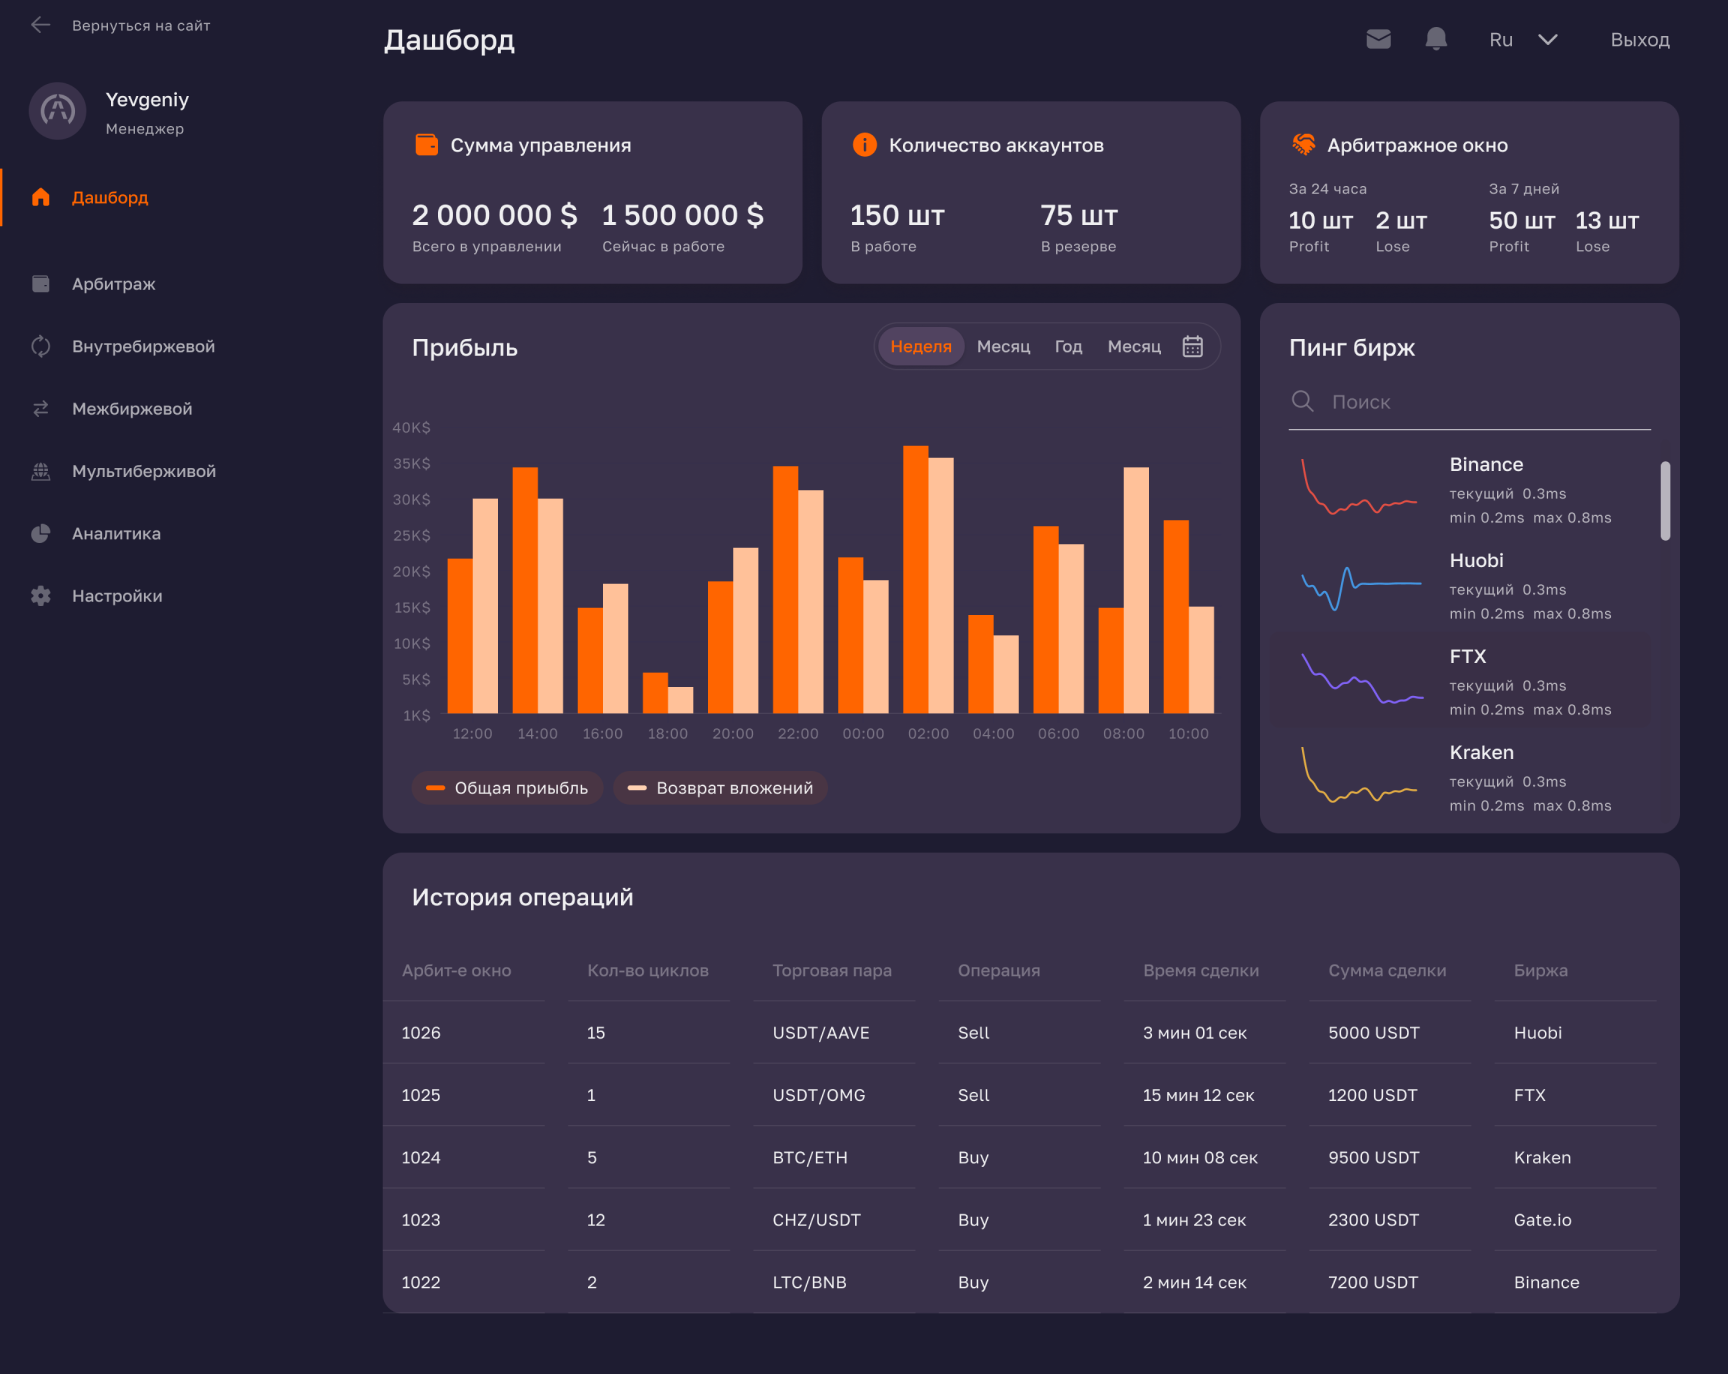 Вернуться на сайт
Yevgeniy
Менеджер
Дашборд
Арбитраж
Внутребиржевой
Межбиржевой
Мультиберживой
Аналитика
Настройки
Дашборд
Ru
Выход
Сумма управления
2 000 000 $ 1 500 000 $
Всего в управлении Сейчас в работе
Количество аккаунтов
150 шт 75 шт
В работе В резерве
Арбитражное окно
За 24 часа За 7 дней
10 шт 2 шт 50 шт 13 шт
Profit Lose Profit Lose
Прибыль
Неделя Месяц Год Месяц
40K$
35K$
30K$
25K$
20K$
15K$
10K$
5K$
1K$
12:00 14:00 16:00 18:00 20:00 22:00 00:00 02:00 04:00 06:00 08:00 10:00
Общая приыбль Возврат вложений
Пинг бирж
Поиск
Binance
текущий 0.3ms
min 0.2ms max 0.8ms
Huobi
текущий 0.3ms
min 0.2ms max 0.8ms
FTX
текущий 0.3ms
min 0.2ms max 0.8ms
Kraken
текущий 0.3ms
min 0.2ms max 0.8ms
История операций
Арбит-е окно Кол-во циклов Торговая пара Операция Время сделки Сумма сделки Биржа
1026 15 USDT/AAVE Sell 3 мин 01 сек 5000 USDT Huobi
1025 1 USDT/OMG Sell 15 мин 12 сек 1200 USDT FTX
1024 5 BTC/ETH Buy 10 мин 08 сек 9500 USDT Kraken
1023 12 CHZ/USDT Buy 1 мин 23 сек 2300 USDT Gate.io
1022 2 LTC/BNB Buy 2 мин 14 сек 7200 USDT Binance